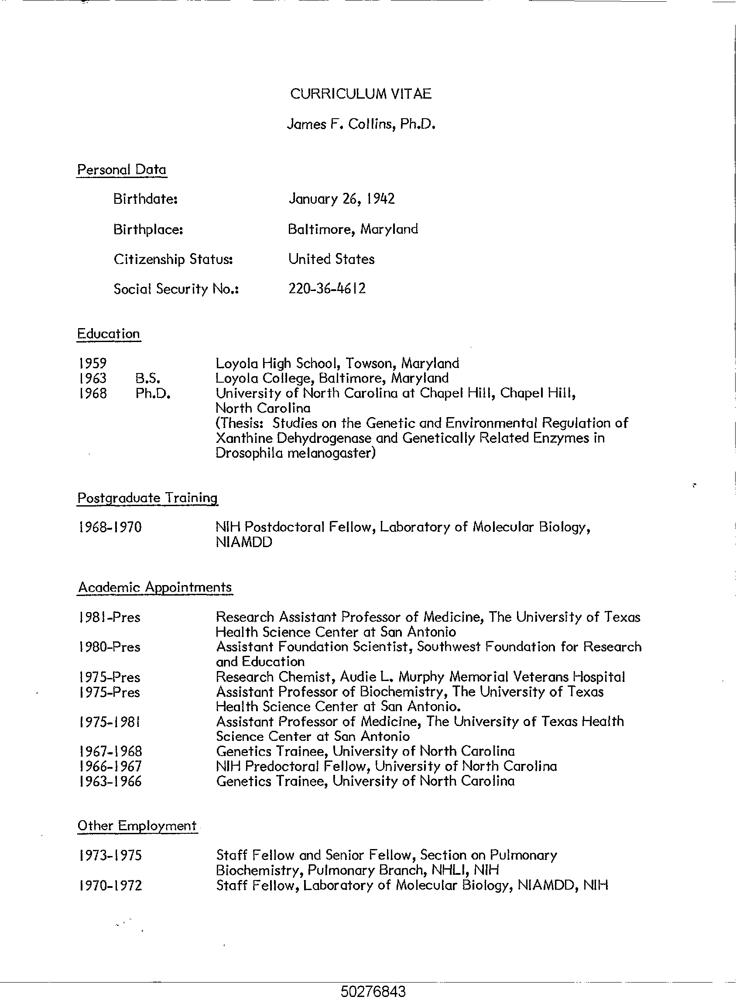 CURRICULUM VITAE
James F. Collins, Ph.D.
Personal Data
Birthdate: January 26, 1942
Birthplace: Baltimore, Maryland
Citizenship Status: United States
Social Security No.: 220-36-4612
Education
1959 Loyola High School, Towson, Maryland
1963 B.S. Loyola College, Baltimore, Maryland
1968 Ph.D. University of North Carolina at Chapel Hill, Chapel Hill,
North Carolina
(Thesis: Studies on the Genetic and Environmental Regulation of
Xanthine Dehydrogenase and Genetically Related Enzymes in
Drosophila melanogaster)
Postgraduate Training
1968-1970 NIH Postdoctoral Fellow, Laboratory of Molecular Biology,
NIAMDD
Academic Appointments
1981-Pres Research Assistant Professor of Medicine, The University of Texas
Health Science Center at San Antonio
1980-Pres Assistant Foundation Scientist, Southwest Foundation for Research
and Education
1975-Pres Research Chemist, Audie L. Murphy Memorial Veterans Hospital
1975-Pres Assistant Professor of Biochemistry, The University of Texas
Health Science Center at San Antonio.
1975-1981 Assistant Professor of Medicine, The University of Texas Health
Science Center at San Antonio
1967-1968 Genetics Trainee, University of North Carolina
1966-1967 NIH Predoctoral Fellow, University of North Carolina
1963-1966 Genetics Trainee, University of North Carolina
Other Employment
1973-1975 Staff Fellow and Senior Fellow, Section on Pulmonary
Biochemistry, Pulmonary Branch, NHLI, NIH
1970-1972 Staff Fellow, Laboratory of Molecular Biology, NIAMDD, NIH
50276843